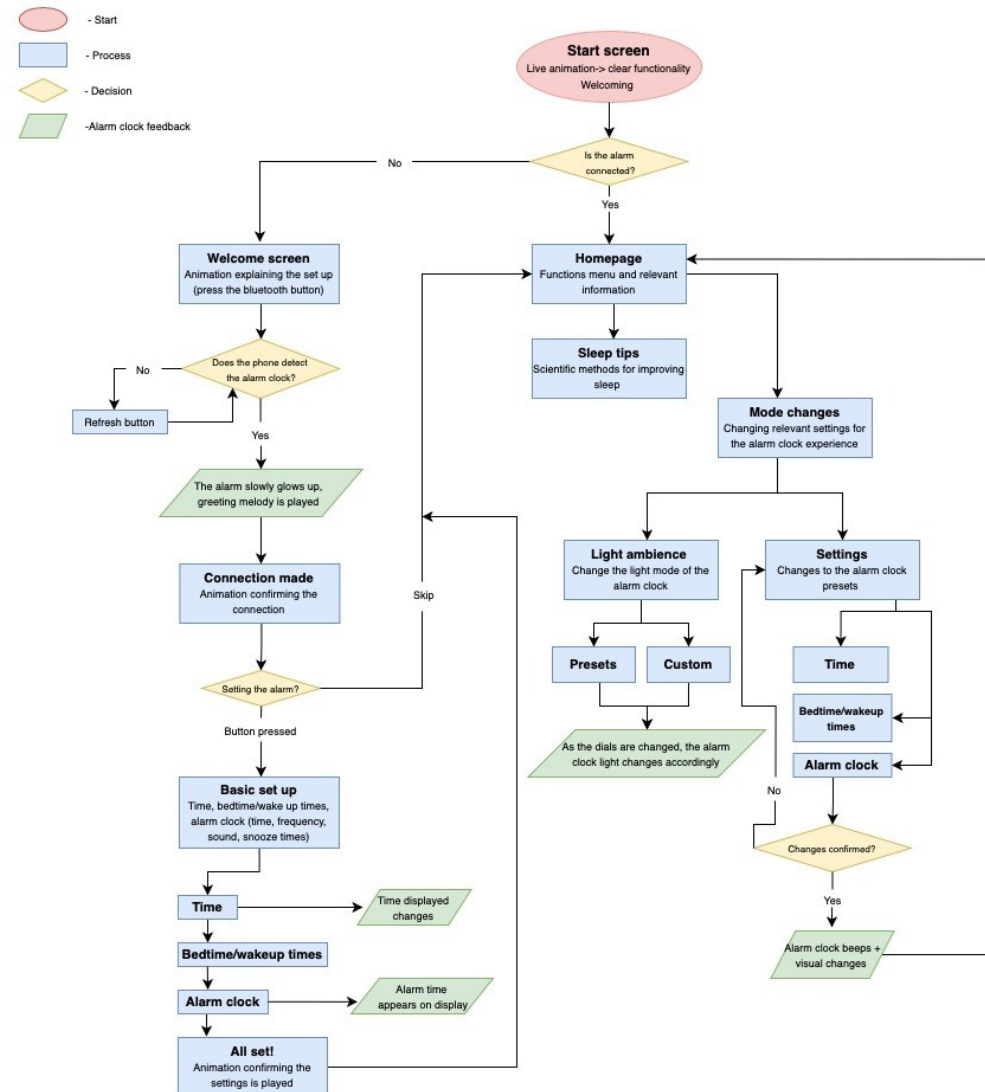 - Start
- Process
- Decision
-Alarm clock feedback
Start screen
Live animation-> clear functionality
Welcoming
Is the alarm
connected?
No
Yes
Welcome screen
Animation explaining the set up
(press the bluetooth button)
Homepage
Functions menu and relevant
information
Does the phone detect
the alarm clock?
No
Refresh button
Yes
Sleep tips
Scientific methods for improving
sleep
Mode changes
Changing relevant settings for
the alarm clock experience
The alarm slowly glows up,
greeting melody is played
Connection made
Animation confirming the
connection
Skip
Setting the alarm?
Button pressed
Light ambience
Change the light mode of the
alarm clock
Settings
Changes to the alarm clock
presets
Presets
Custom
Time
Bedtime/wakeup
times
Alarm clock
As the dials are changed, the alarm
clock light changes accordingly
No
Changes confirmed?
Yes
Alarm clock beeps +
visual changes
Basic set up
Time, bedtime/wake up times,
alarm clock (time, frequency,
sound, snooze times)
Time
Time displayed
changes
Bedtime/wakeup times
Alarm clock
Alarm time
appears on display
All set!
Animation confirming the
settings is played